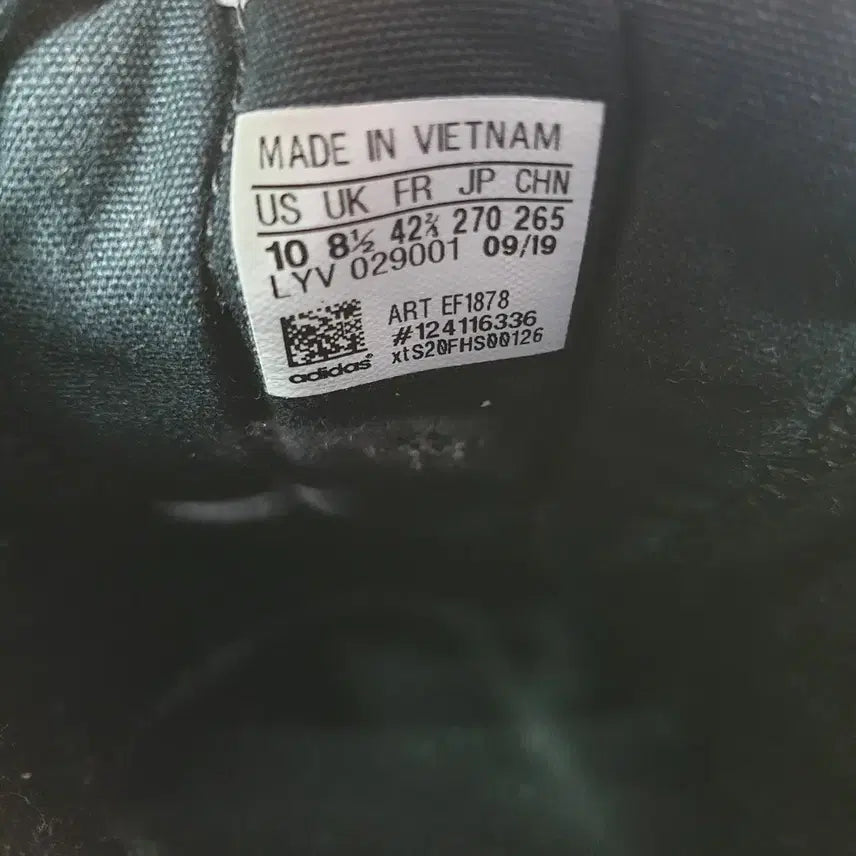 MADE IN VIETNAM
US UK FR JP CHN
10 8½ 42⅔ 270 265
LYV 029001 09/19
ART EF1878
#124116336
xtS20FHS00126
adidas®